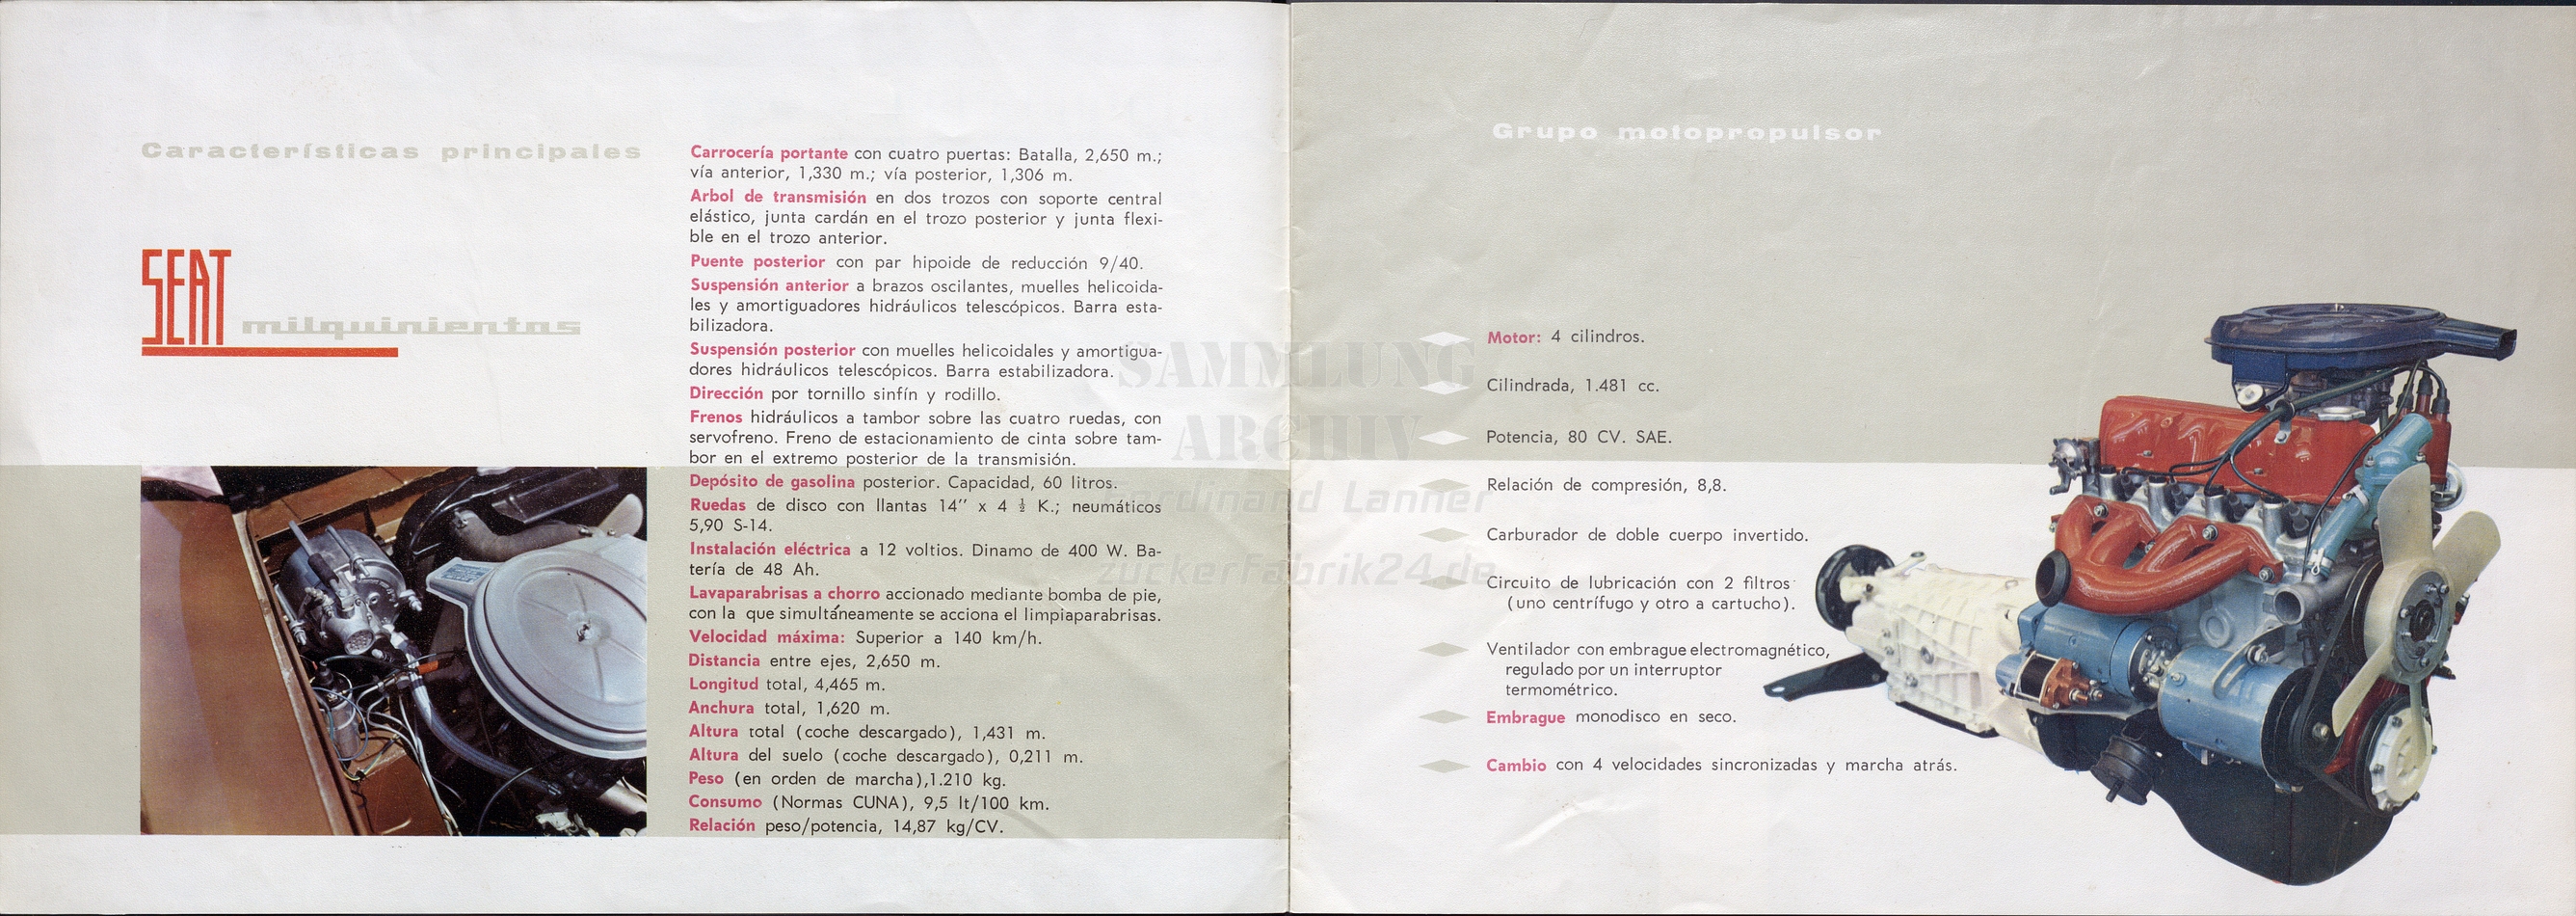 Características principales
SEAT
milquinientos
Carrocería portante con cuatro puertas: Batalla, 2,650 m.;
vía anterior, 1,330 m.; vía posterior, 1,306 m.
Arbol de transmisión en dos trozos con soporte central
elástico, junta cardán en el trozo posterior y junta flexi-
ble en el trozo anterior.
Puente posterior con par hipoide de reducción 9/40.
Suspensión anterior a brazos oscilantes, muelles helicoida-
les y amortiguadores hidráulicos telescópicos. Barra esta-
bilizadora.
Suspensión posterior con muelles helicoidales y amortigua-
dores hidráulicos telescópicos. Barra estabilizadora.
Dirección por tornillo sinfín y rodillo.
Frenos hidráulicos a tambor sobre las cuatro ruedas, con
servofreno. Freno de estacionamiento de cinta sobre tam-
bor en el extremo posterior de la transmisión.
Depósito de gasolina posterior. Capacidad, 60 litros.
Ruedas de disco con llantas 14" x 4 ½ K.; neumáticos
5,90 S-14.
Instalación eléctrica a 12 voltios. Dinamo de 400 W. Ba-
tería de 48 Ah.
Lavaparabrisas a chorro accionado mediante bomba de pie,
con la que simultáneamente se acciona el limpiaparabrisas.
Velocidad máxima: Superior a 140 km/h.
Distancia entre ejes, 2,650 m.
Longitud total, 4,465 m.
Anchura total, 1,620 m.
Altura total (coche descargado), 1,431 m.
Altura del suelo (coche descargado), 0,211 m.
Peso (en orden de marcha),1.210 kg.
Consumo (Normas CUNA), 9,5 lt/100 km.
Relación peso/potencia, 14,87 kg/CV.
SAMMLUNG
ARCHIV
Ferdinand Lanner
zuckerfabrik24.de
Grupo motopropulsor
Motor: 4 cilindros.
Cilindrada, 1.481 cc.
Potencia, 80 CV. SAE.
Relación de compresión, 8,8.
Carburador de doble cuerpo invertido.
Circuito de lubricación con 2 filtros
(uno centrífugo y otro a cartucho).
Ventilador con embrague electromagnético,
regulado por un interruptor
termométrico.
Embrague monodisco en seco.
Cambio con 4 velocidades sincronizadas y marcha atrás.